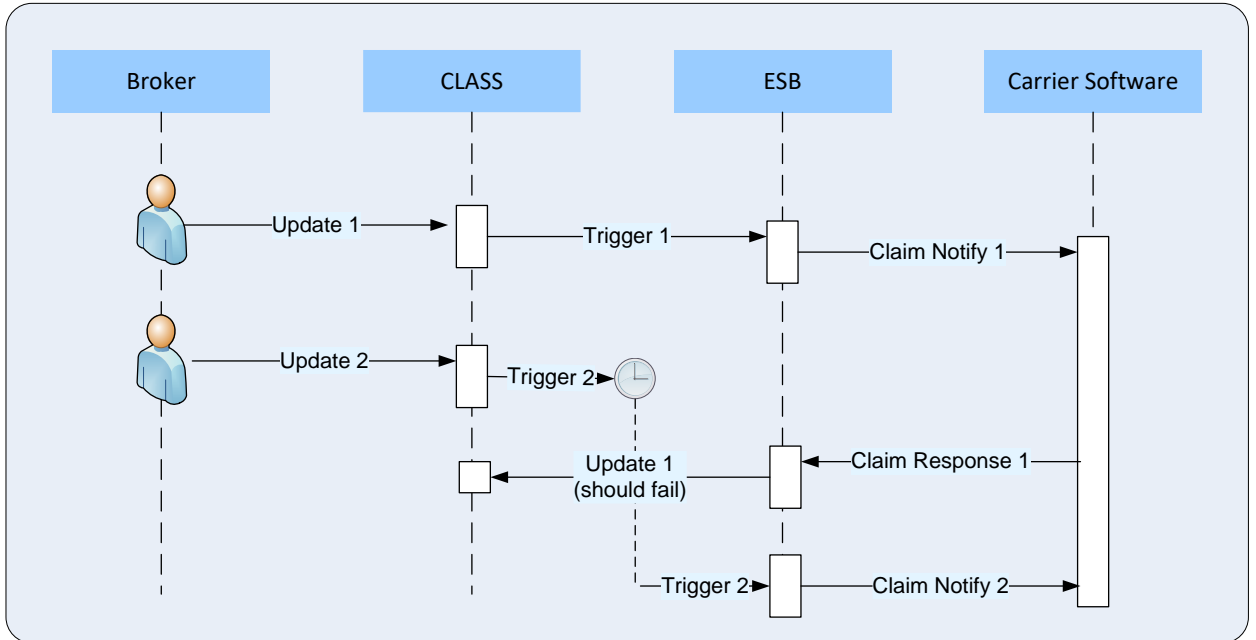 Broker
CLASS
ESB
Carrier Software
Update 1
Trigger 1
Claim Notify 1
Update 2
Trigger 2
Claim Response 1
Update 1
(should fail)
Trigger 2
Claim Notify 2